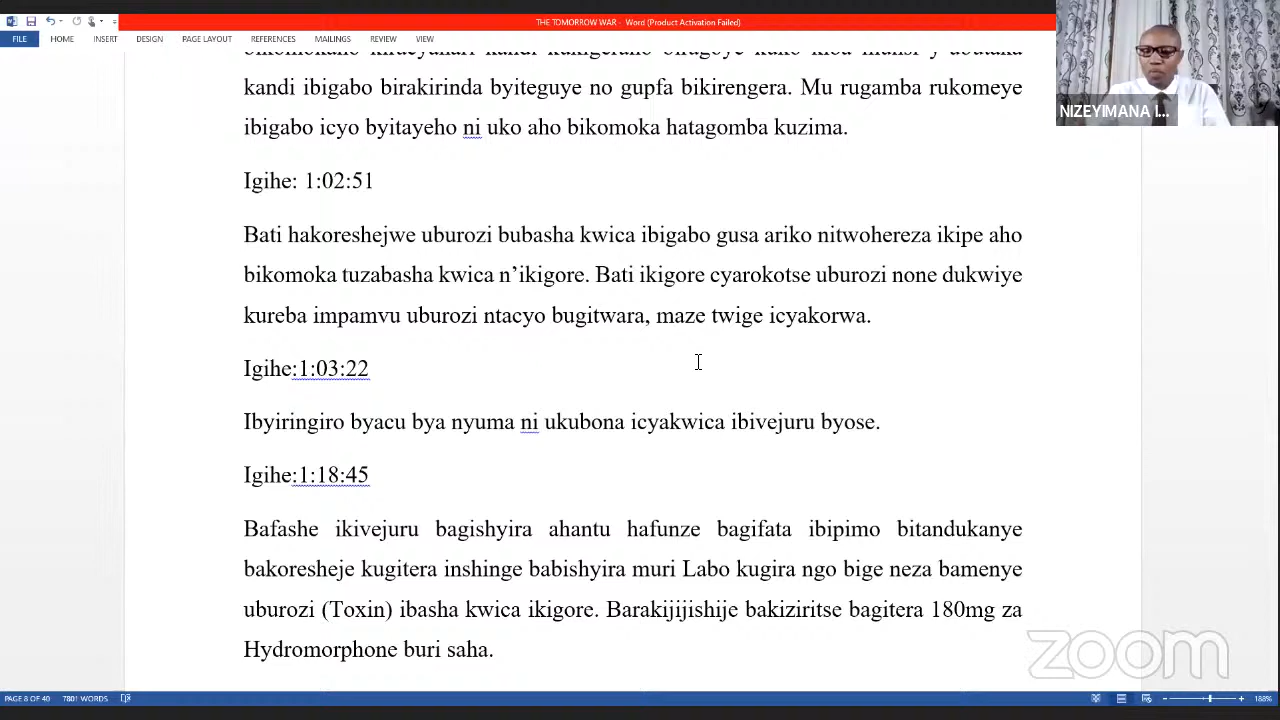 THE TOMORROW WAR - Word (Product Activation Failed)
FILE HOME INSERT DESIGN PAGE LAYOUT REFERENCES MAILINGS REVIEW VIEW
kandi ibigabo birakirinda byiteguye no gupfa bikirengera. Mu rugamba rukomeye
ibigabo icyo byitayeho ni uko aho bikomoka hatagomba kuzima.
Igihe: 1:02:51
Bati hakoreshejwe uburozi bubasha kwica ibigabo gusa ariko nitwohereza ikipe aho
bikomoka tuzabasha kwica n’ikigore. Bati ikigore cyarokotse uburozi none dukwiye
kureba impamvu uburozi ntacyo bugitwara, maze twige icyakorwa.
Igihe:1:03:22
Ibyiringiro byacu bya nyuma ni ukubona icyakwica ibivejuru byose.
Igihe:1:18:45
Bafashe ikivejuru bagishyira ahantu hafunze bagifata ibipimo bitandukanye
bakoresheje kugitera inshinge babishyira muri Labo kugira ngo bige neza bamenye
uburozi (Toxin) ibasha kwica ikigore. Barakijijishije bakiziritse bagitera 180mg za
Hydromorphone buri saha.
NIZEYIMANA I...
zoom
PAGE 8 OF 40 7801 WORDS
188%